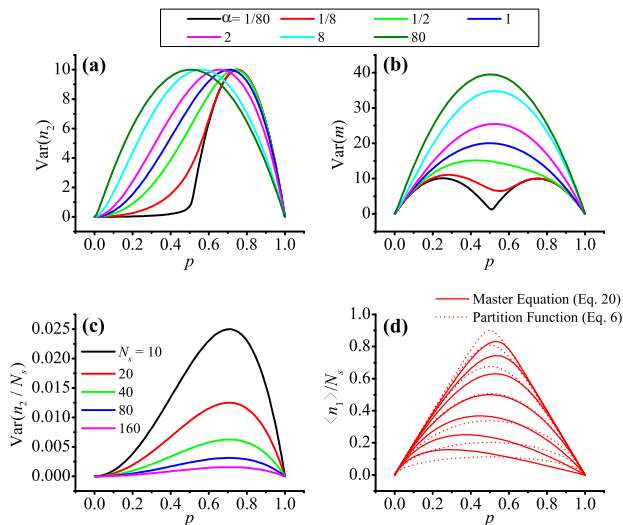 α= 1/80 1/8 1/2 1
2 8 80
(a)
Var(n₂)
10
8
6
4
2
0
0.0 0.2 0.4 0.6 0.8 1.0
p
(b)
Var(m)
40
30
20
10
0
0.0 0.2 0.4 0.6 0.8 1.0
p
(c)
Var(n₂ / Nₛ)
0.025
0.020
0.015
0.010
0.005
0.000
Nₛ = 10
20
40
80
160
0.0 0.2 0.4 0.6 0.8 1.0
p
Master Equation (Eq. 20)
Partition Function (Eq. 6)
(d)
⟨n₁⟩/Nₛ
1.0
0.8
0.6
0.4
0.2
0.0
0.0 0.2 0.4 0.6 0.8 1.0
p